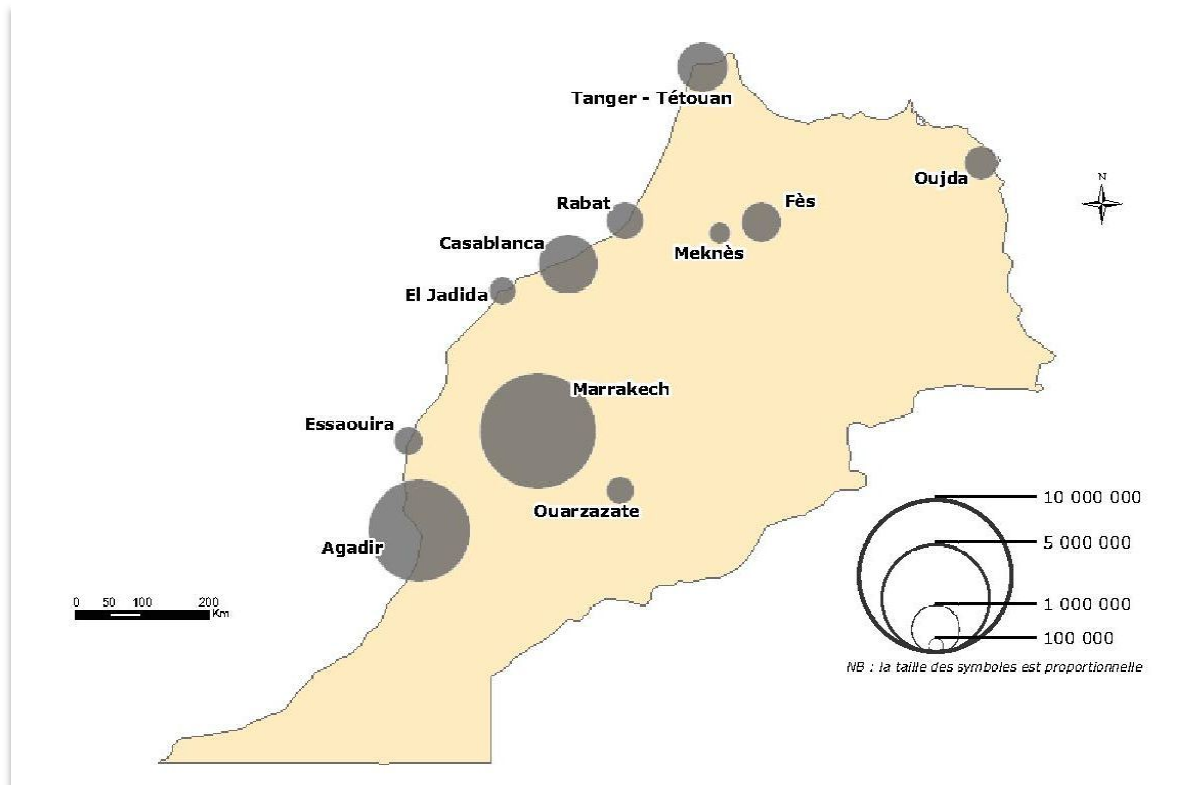 Tanger - Tétouan
Oujda
N
Rabat
Fès
Casablanca
Meknès
El Jadida
Marrakech
Essaouira
Ouarzazate
Agadir
10 000 000
5 000 000
1 000 000
100 000
NB : la taille des symboles est proportionnelle
0 50 100 200
Km